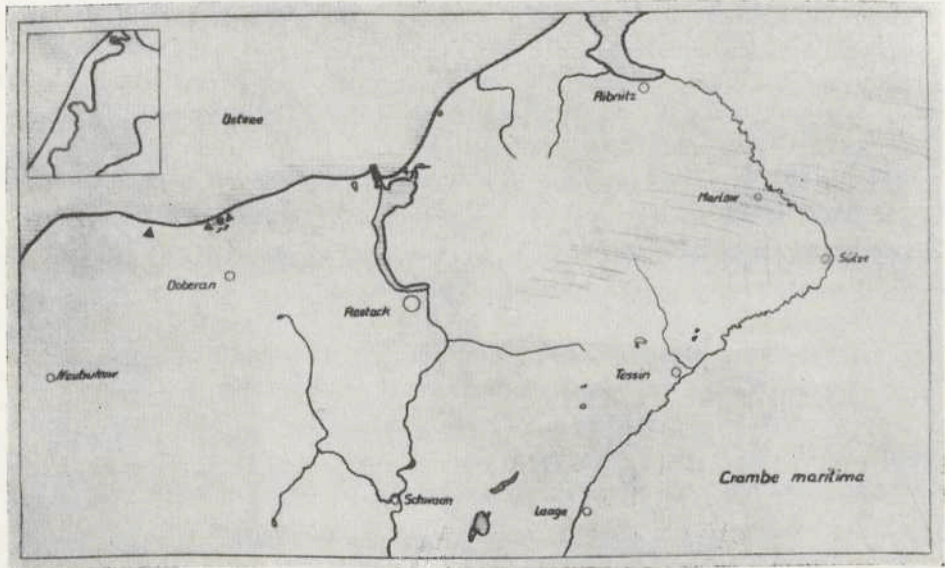 Ostsee
Ribnitz
Marlow
Sülze
Doberan
Rostock
Neubukow
Tessin
Crambe maritima
Schwaan
Laage